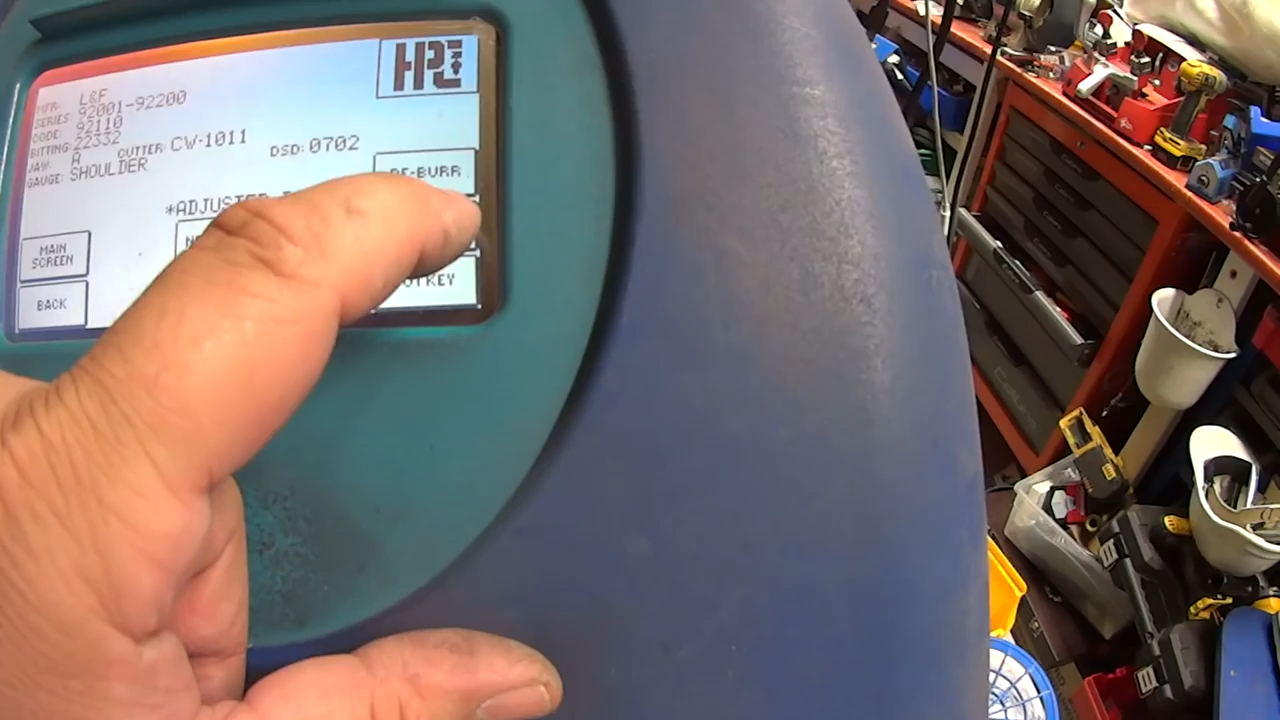 HPC
MFR: L&F
SERIES: 92001-92200
CODE: 92110
BITTING: 22332
JAW: A CUTTER: CW-1011 DSD: 0702
GAUGE: SHOULDER
DE-BURR
*ADJUSTED
MAIN
SCREEN
BACK